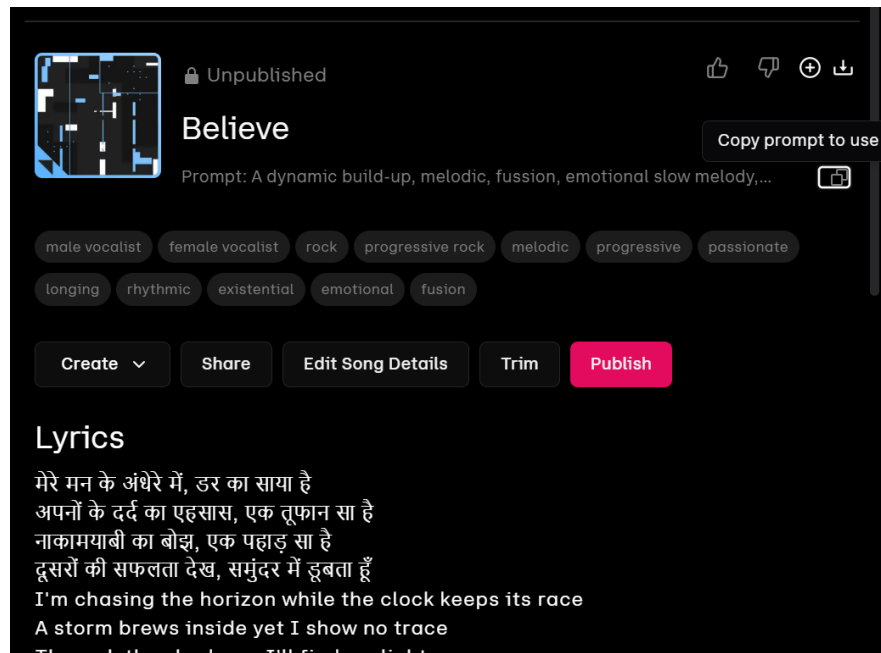 Unpublished
Believe
Copy prompt to use
Prompt: A dynamic build-up, melodic, fussion, emotional slow melody,...
male vocalist female vocalist rock progressive rock melodic progressive passionate
longing rhythmic existential emotional fusion
Create Share Edit Song Details Trim Publish
Lyrics
मेरे मन के अंधेरे में, डर का साया है
अपनों के दर्द का एहसास, एक तूफान सा है
नाकामयाबी का बोझ, एक पहाड़ सा है
दूसरों की सफलता देख, समुंदर में डूबता हूँ
I'm chasing the horizon while the clock keeps its race
A storm brews inside yet I show no trace